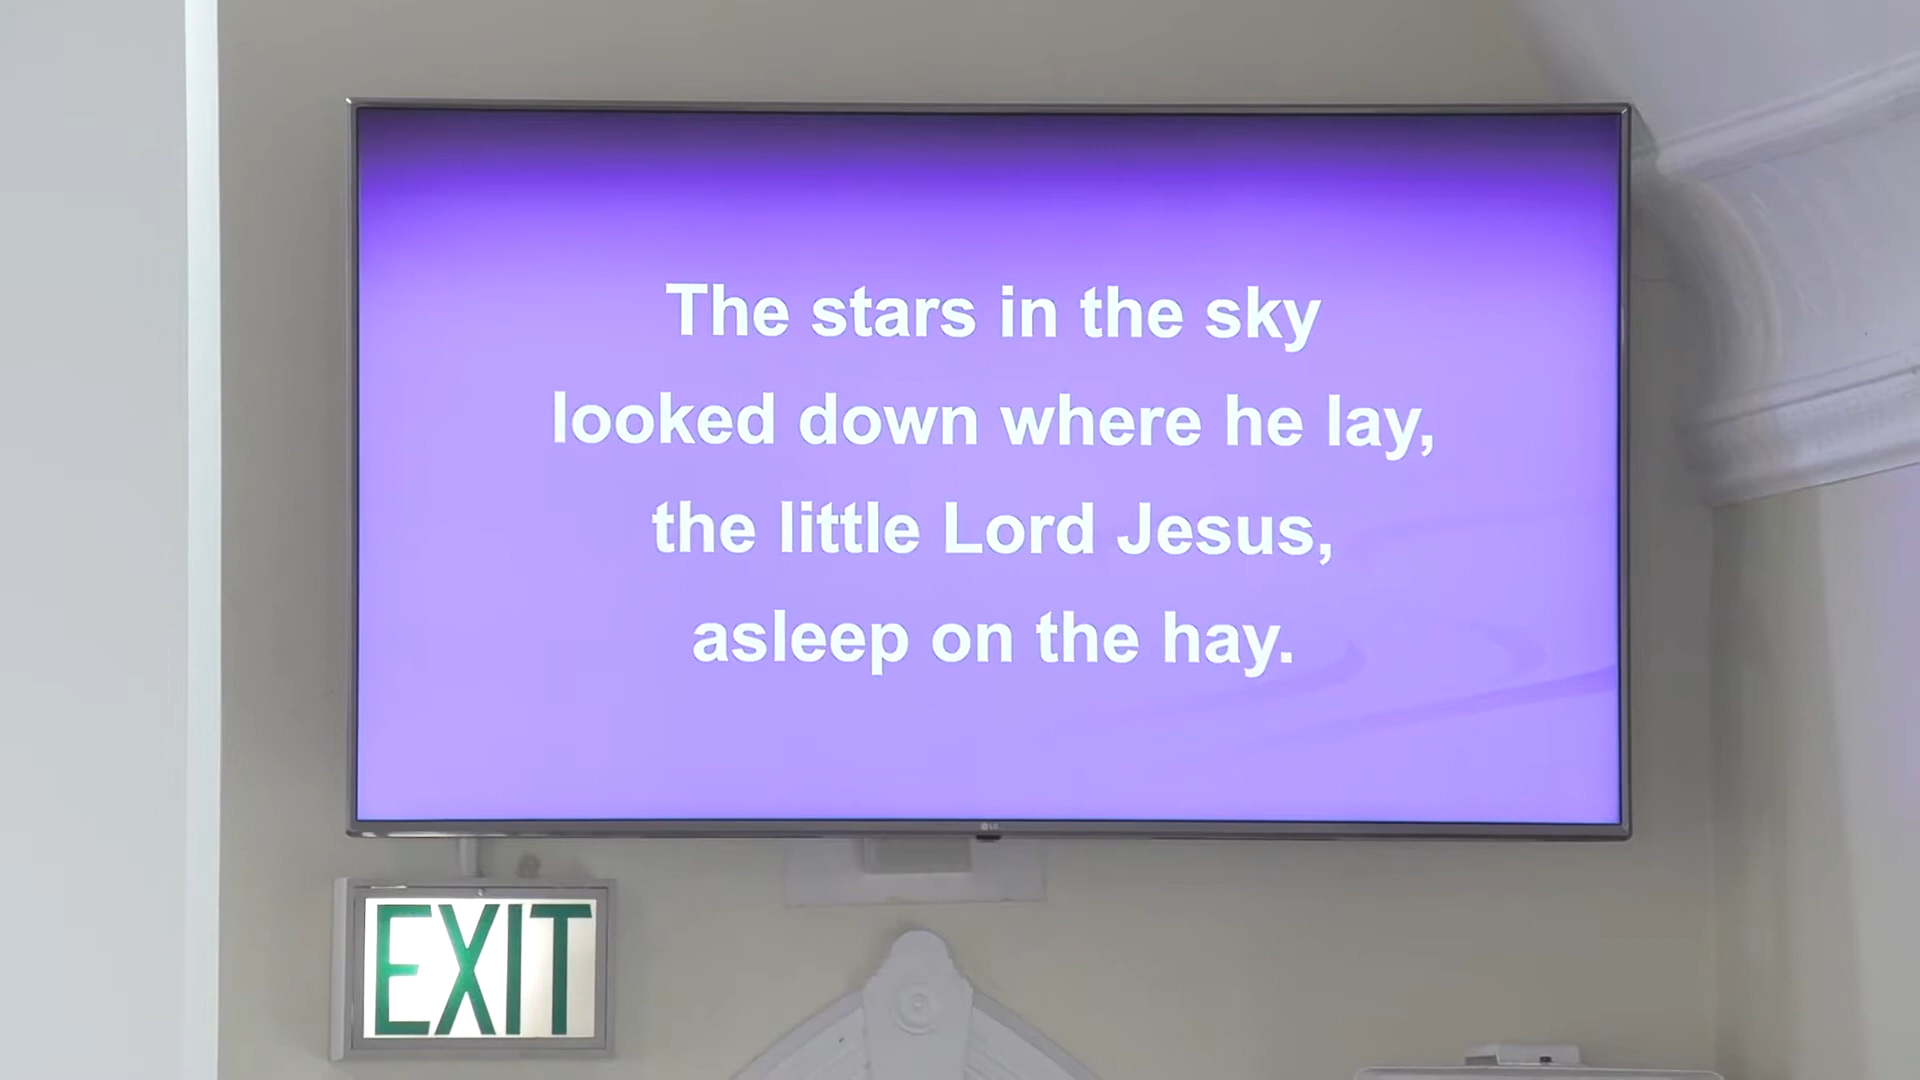 The stars in the sky
looked down where he lay,
the little Lord Jesus,
asleep on the hay.
LG
EXIT